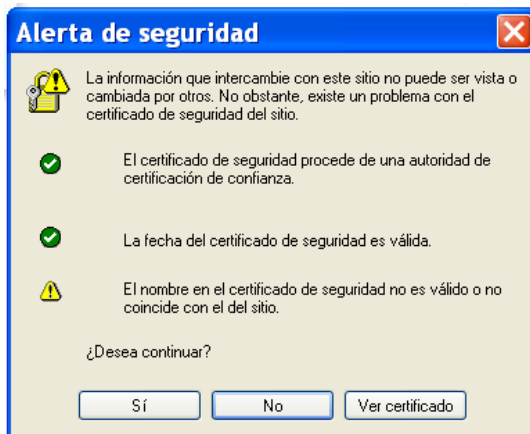 Alerta de seguridad
La información que intercambie con este sitio no puede ser vista o
cambiada por otros. No obstante, existe un problema con el
certificado de seguridad del sitio.
El certificado de seguridad procede de una autoridad de
certificación de confianza.
La fecha del certificado de seguridad es válida.
El nombre en el certificado de seguridad no es válido o no
coincide con el del sitio.
¿Desea continuar?
Sí No Ver certificado